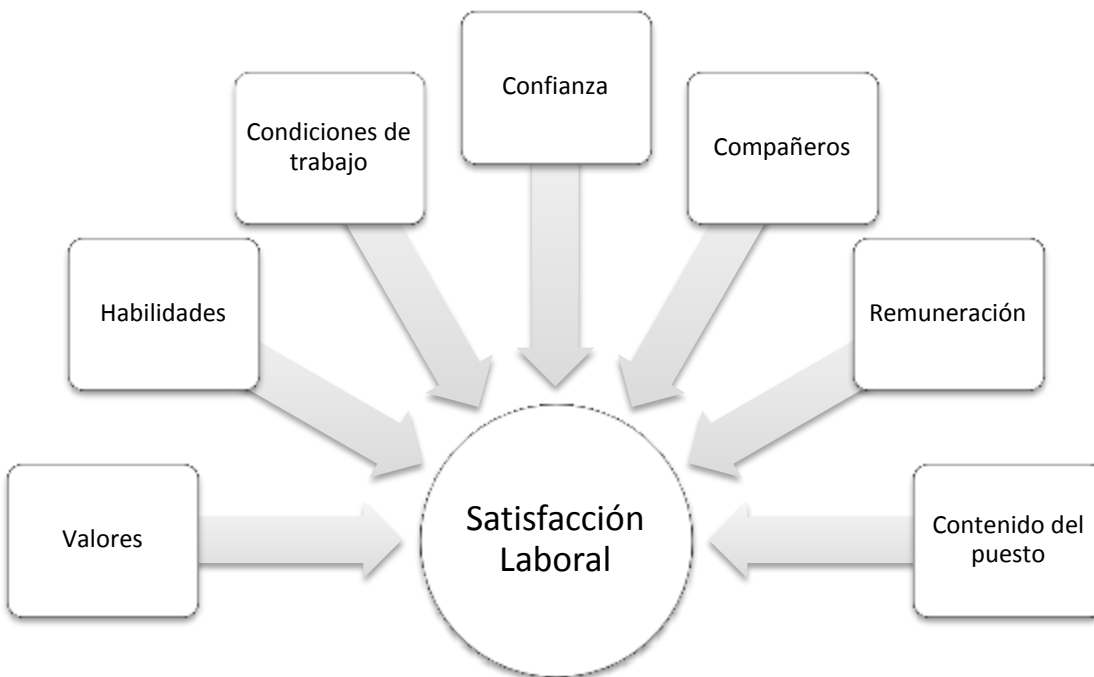 Confianza
Condiciones de
trabajo
Compañeros
Habilidades
Remuneración
Valores
Satisfacción
Laboral
Contenido del
puesto